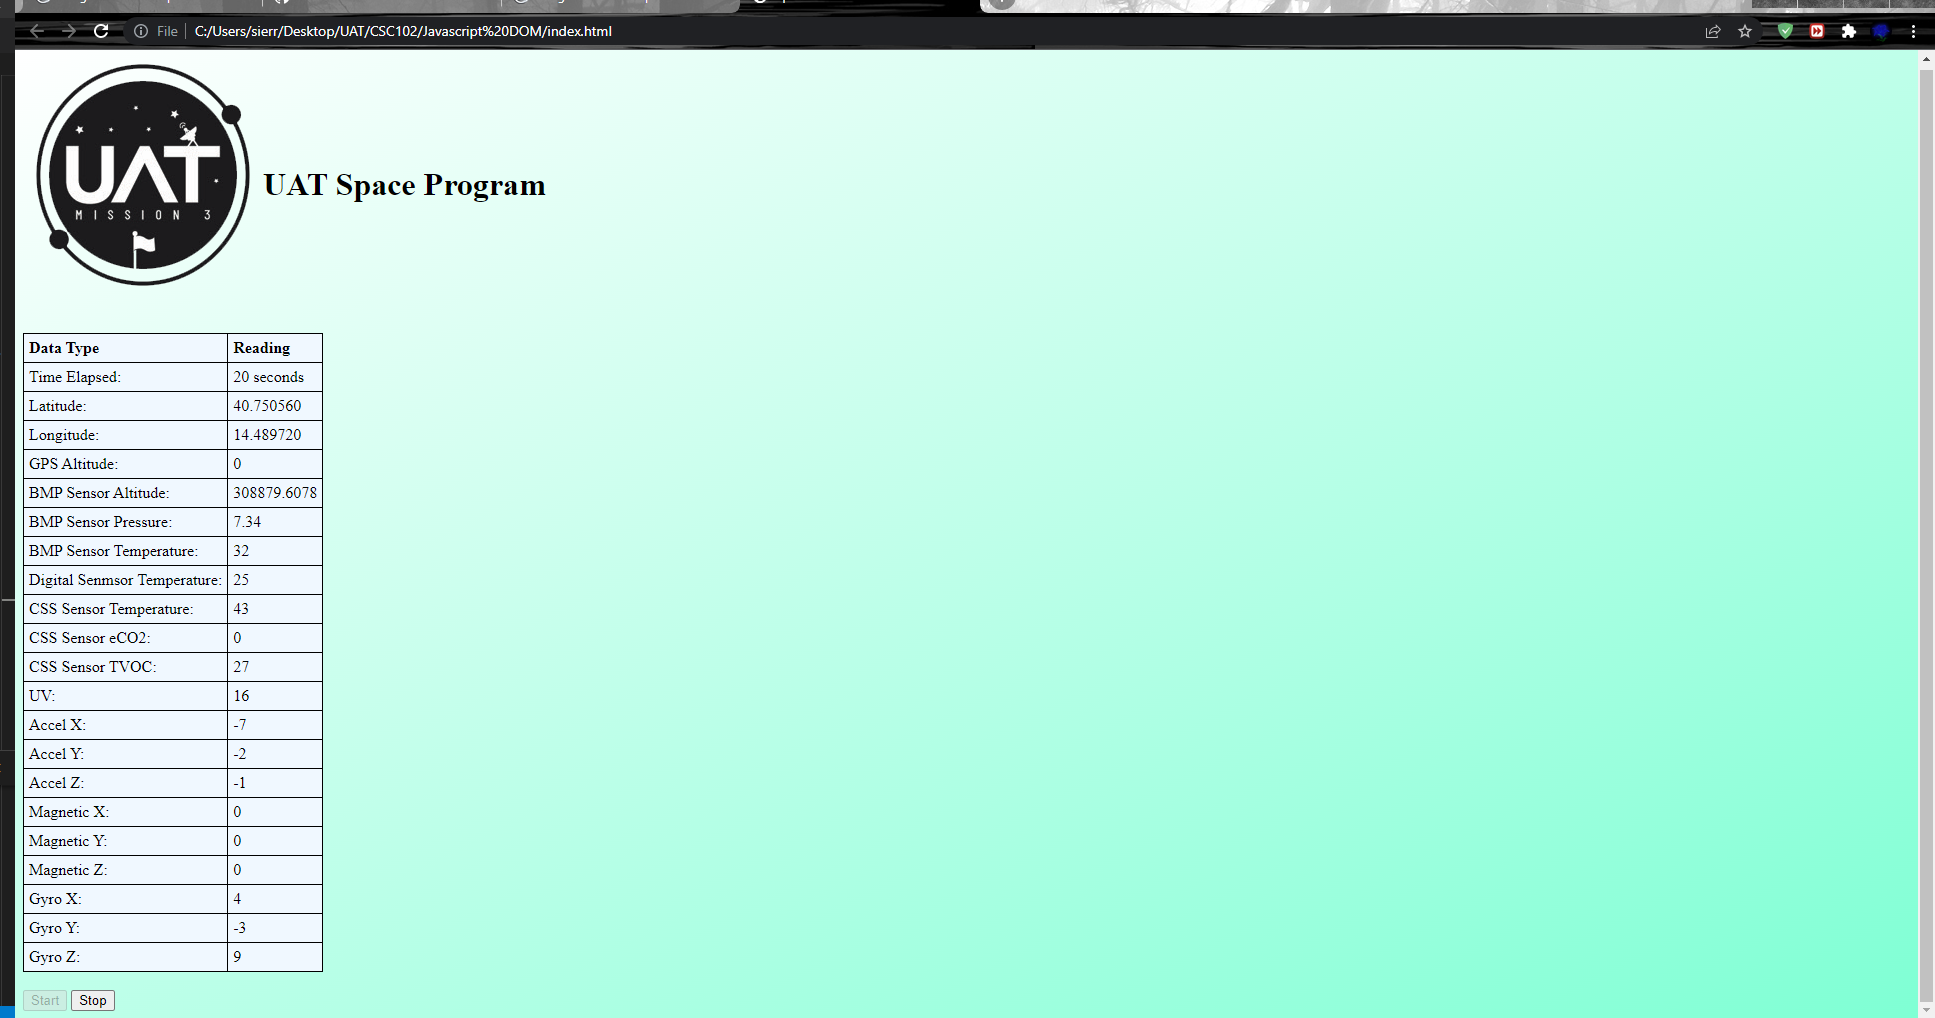 File C:/Users/sierr/Desktop/UAT/CSC102/Javascript%20DOM/index.html
UAT
MISSION 3
UAT Space Program
Data Type Reading
Time Elapsed: 20 seconds
Latitude: 40.750560
Longitude: 14.489720
GPS Altitude: 0
BMP Sensor Altitude: 308879.6078
BMP Sensor Pressure: 7.34
BMP Sensor Temperature: 32
Digital Senmsor Temperature: 25
CSS Sensor Temperature: 43
CSS Sensor eCO2: 0
CSS Sensor TVOC: 27
UV: 16
Accel X: -7
Accel Y: -2
Accel Z: -1
Magnetic X: 0
Magnetic Y: 0
Magnetic Z: 0
Gyro X: 4
Gyro Y: -3
Gyro Z: 9
Start Stop